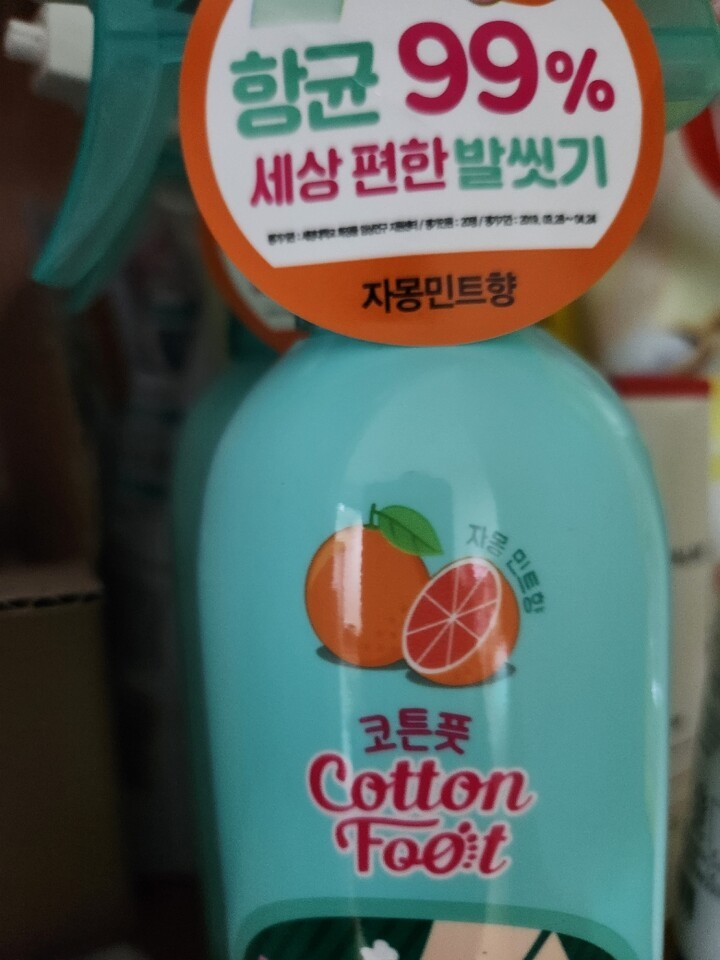 항균 99%
세상 편한 발씻기
자몽민트향
자몽 민트향
코튼풋
Cotton
Foot